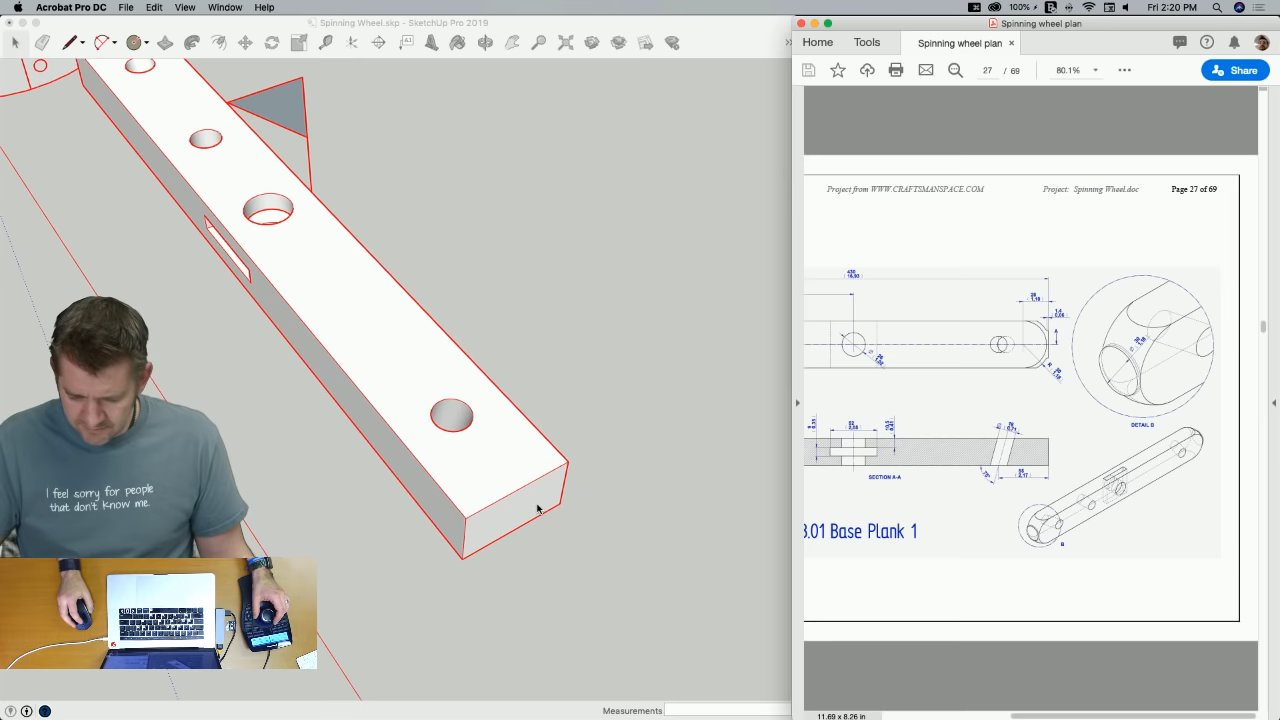 Acrobat Pro DC File Edit View Window Help
100% Fri 2:20 PM
Spinning Wheel.skp - SketchUp Pro 2019
Spinning wheel plan
Home Tools Spinning wheel plan ×
27 / 69 80.1% Share
Project from WWW.CRAFTSMANSPACE.COM Project: Spinning Wheel.doc Page 27 of 69
430
16,93
DETAIL B
SECTION A-A
3.01 Base Plank 1
B
I feel sorry for people
that don't know me.
Measurements
11.69 x 8.26 in